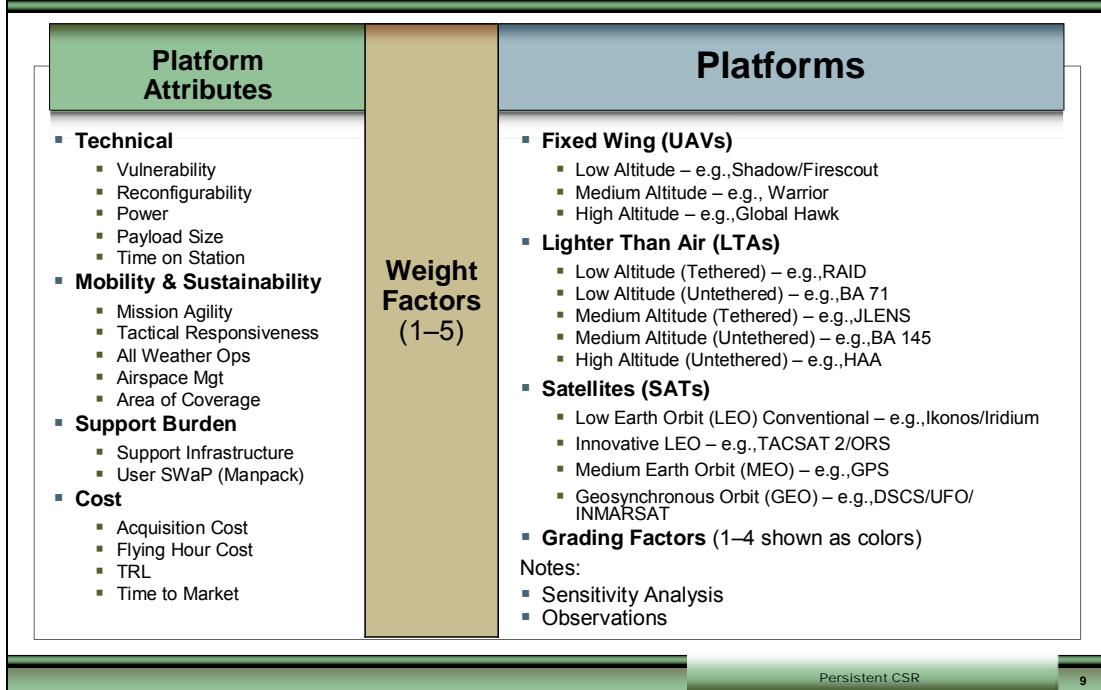 Platform
Attributes
Technical
Vulnerability
Reconfigurability
Power
Payload Size
Time on Station
Mobility & Sustainability
Mission Agility
Tactical Responsiveness
All Weather Ops
Airspace Mgt
Area of Coverage
Support Burden
Support Infrastructure
User SWaP (Manpack)
Cost
Acquisition Cost
Flying Hour Cost
TRL
Time to Market
Weight
Factors
(1–5)
Platforms
Fixed Wing (UAVs)
Low Altitude – e.g.,Shadow/Firescout
Medium Altitude – e.g., Warrior
High Altitude – e.g.,Global Hawk
Lighter Than Air (LTAs)
Low Altitude (Tethered) – e.g.,RAID
Low Altitude (Untethered) – e.g.,BA 71
Medium Altitude (Tethered) – e.g.,JLENS
Medium Altitude (Untethered) – e.g.,BA 145
High Altitude (Untethered) – e.g.,HAA
Satellites (SATs)
Low Earth Orbit (LEO) Conventional – e.g.,Ikonos/Iridium
Innovative LEO – e.g.,TACSAT 2/ORS
Medium Earth Orbit (MEO) – e.g.,GPS
Geosynchronous Orbit (GEO) – e.g.,DSCS/UFO/
INMARSAT
Grading Factors (1–4 shown as colors)
Notes:
Sensitivity Analysis
Observations
Persistent CSR
9